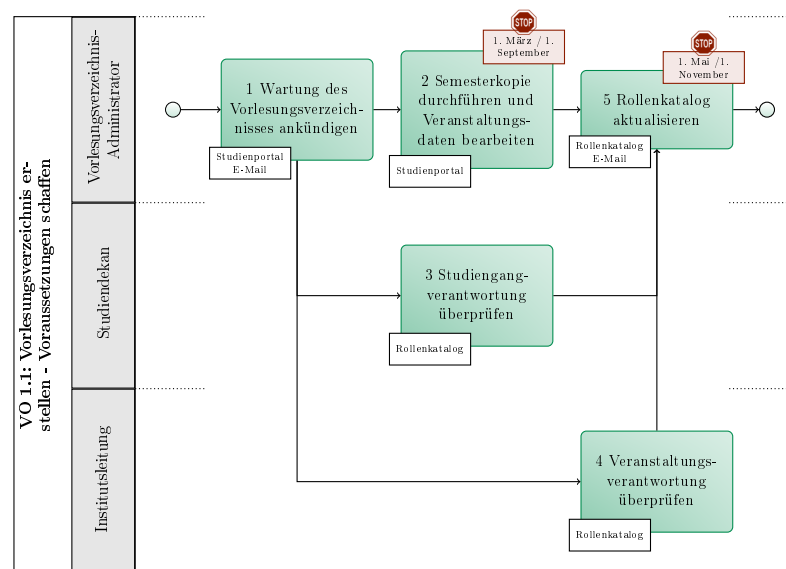 VO 1.1: Vorlesungsverzeichnis er-
stellen - Voraussetzungen schaffen
Vorlesungsverzeichnis-
Administrator
Studiendekan
Institutsleitung
1 Wartung des
Vorlesungsverzeich-
nisses ankündigen
Studienportal
E-Mail
STOP
1. März / 1.
September
2 Semesterkopie
durchführen und
Veranstaltungs-
daten bearbeiten
Studienportal
STOP
1. Mai /1.
November
5 Rollenkatalog
aktualisieren
Rollenkatalog
E-Mail
3 Studiengang-
verantwortung
überprüfen
Rollenkatalog
4 Veranstaltungs-
verantwortung
überprüfen
Rollenkatalog